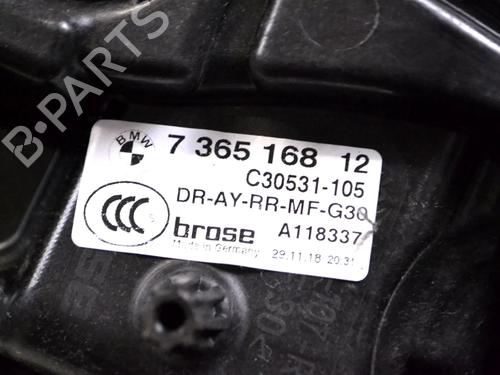 B-Parts
BMW
7 365 168 12
C30531-105
DR-AY-RR-MF-G30
CCC
brose
A118337
Made in Germany
29.11.18 20:31